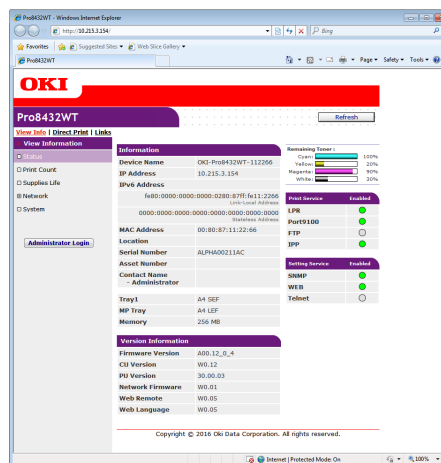 Pro8432WT - Windows Internet Explorer
http://10.215.3.154/
Bing
Favorites Suggested Sites Web Slice Gallery
Pro8432WT
Page Safety Tools
OKI
Pro8432WT
Refresh
View Info | Direct Print | Links
View Information
Status
Print Count
Supplies Life
Network
System
Administrator Login
Information
Device Name OKI-Pro8432WT-112266
IP Address 10.215.3.154
IPv6 Address
fe80:0000:0000:0000:0280:87ff:fe11:2266
Link-Local Address
0000:0000:0000:0000:0000:0000:0000:0000
Stateless Address
MAC Address 00:80:87:11:22:66
Location
Serial Number ALPHA00211AC
Asset Number
Contact Name
- Administrator
Tray1 A4 SEF
MP Tray A4 LEF
Memory 256 MB
Version Information
Firmware Version A00.12_0_4
CU Version W0.12
PU Version 30.00.03
Network Firmware W0.01
Web Remote W0.05
Web Language W0.05
Remaining Toner :
Cyan: 100%
Yellow: 20%
Magenta: 90%
White: 30%
Print Service Enabled
LPR
Port9100
FTP
IPP
Setting Service Enabled
SNMP
WEB
Telnet
Copyright © 2016 Oki Data Corporation. All rights reserved.
Internet | Protected Mode: On
100%